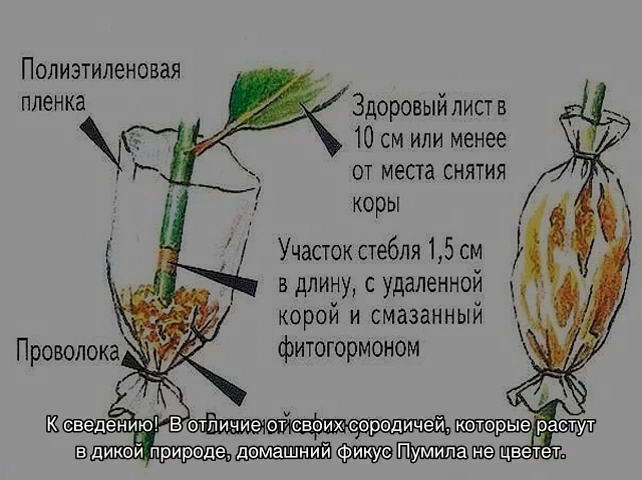 Полиэтиленовая
пленка
Здоровый лист в
10 см или менее
от места снятия
коры
Участок стебля 1,5 см
в длину, с удаленной
корой и смазанный
фитогормоном
Проволока
К сведению! В отличие от своих сородичей, которые растут
в дикой природе, домашний фикус Пумила не цветет.